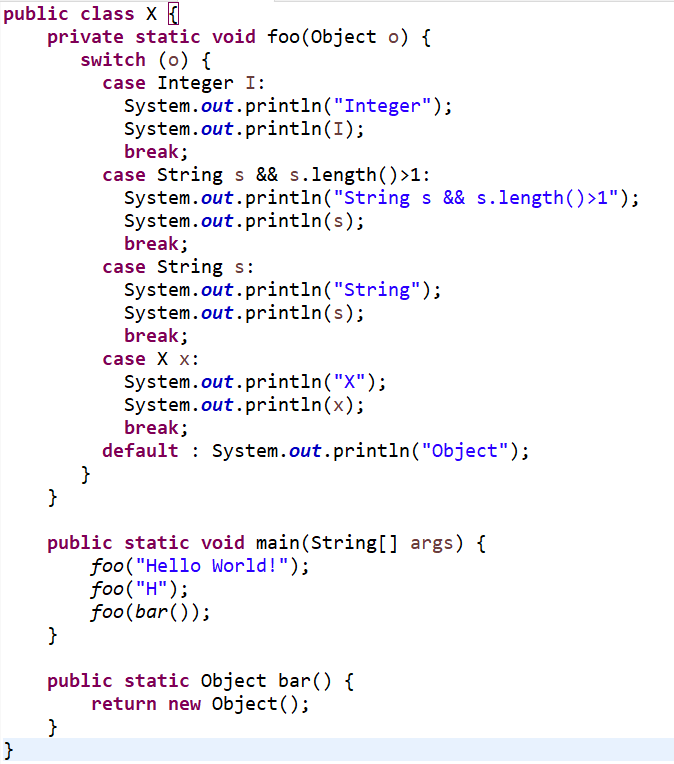 public class X {
    private static void foo(Object o) {
       switch (o) {
         case Integer I:
           System.out.println("Integer");
           System.out.println(I);
           break;
         case String s && s.length()>1:
           System.out.println("String s && s.length()>1");
           System.out.println(s);
           break;
         case String s:
           System.out.println("String");
           System.out.println(s);
           break;
         case X x:
           System.out.println("X");
           System.out.println(x);
           break;
         default : System.out.println("Object");
       }
    }

    public static void main(String[] args) {
        foo("Hello World!");
        foo("H");
        foo(bar());
    }

    public static Object bar() {
        return new Object();
    }
}